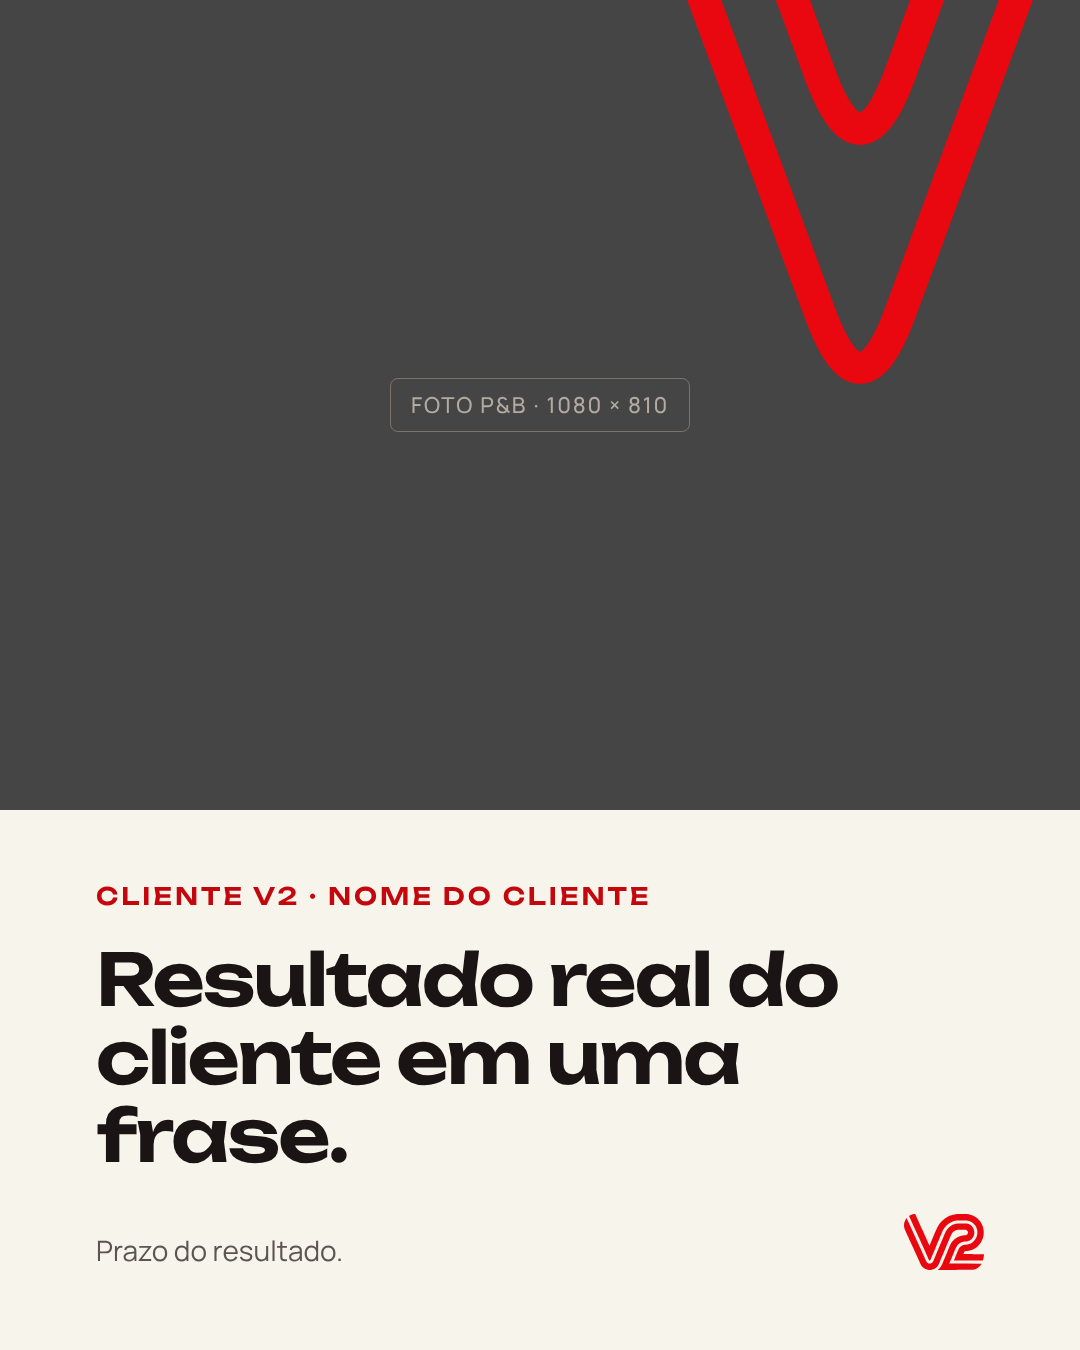 FOTO P&B · 1080 × 810
CLIENTE V2 · NOME DO CLIENTE
Resultado real do
cliente em uma
frase.
Prazo do resultado.
V2